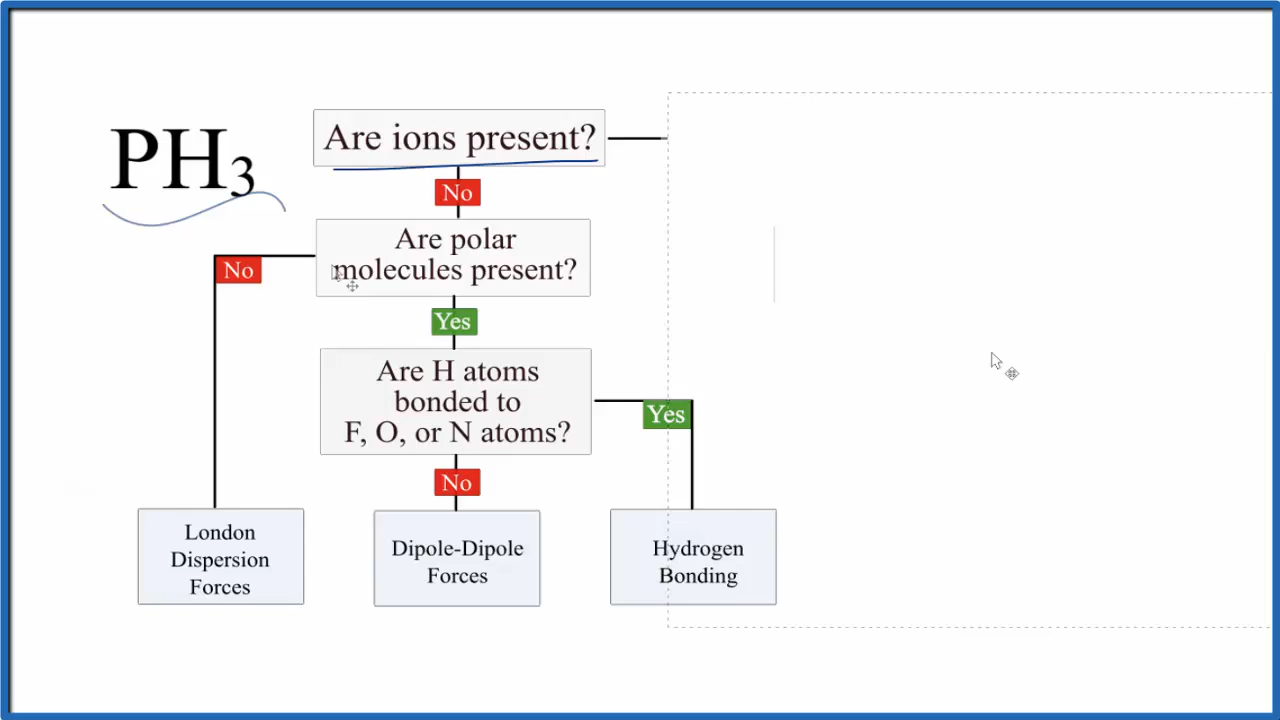 PH₃
Are ions present?
No
Are polar
molecules present?
No
Yes
Are H atoms
bonded to
F, O, or N atoms?
Yes
No
London
Dispersion
Forces
Dipole-Dipole
Forces
Hydrogen
Bonding